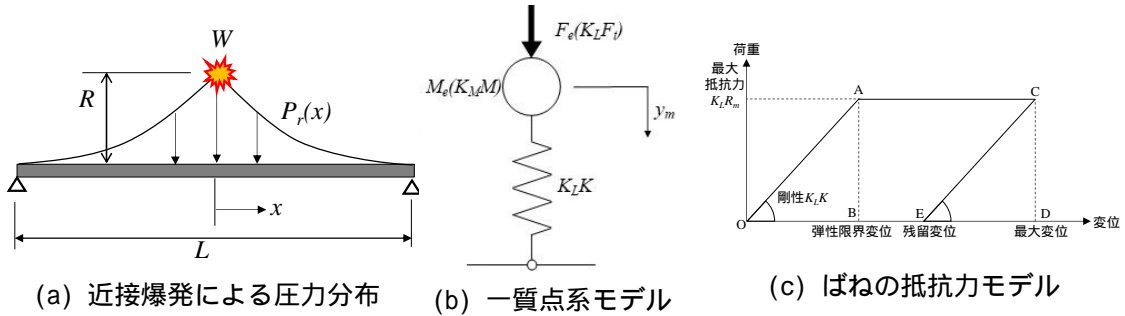 W
R
P_r(x)
x
L
(a) 近接爆発による圧力分布
F_e(K_LF_t)
M_e(K_MM)
y_m
K_LK
(b) 一質点系モデル
荷重
最大
抵抗力
K_LR_m
A
C
剛性K_LK
O
B
E
D
変位
弾性限界変位
残留変位
最大変位
(c) ばねの抵抗力モデル